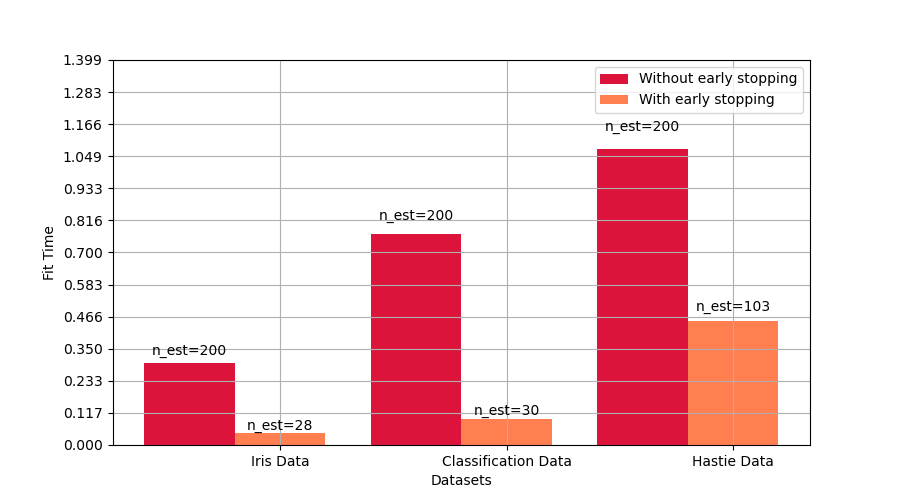 1.399
1.283
1.166
1.049
0.933
0.816
0.700
0.583
0.466
0.350
0.233
0.117
0.000
Fit Time
Without early stopping
With early stopping
n_est=200
n_est=200
n_est=200
n_est=28
n_est=30
n_est=103
Iris Data
Classification Data
Hastie Data
Datasets